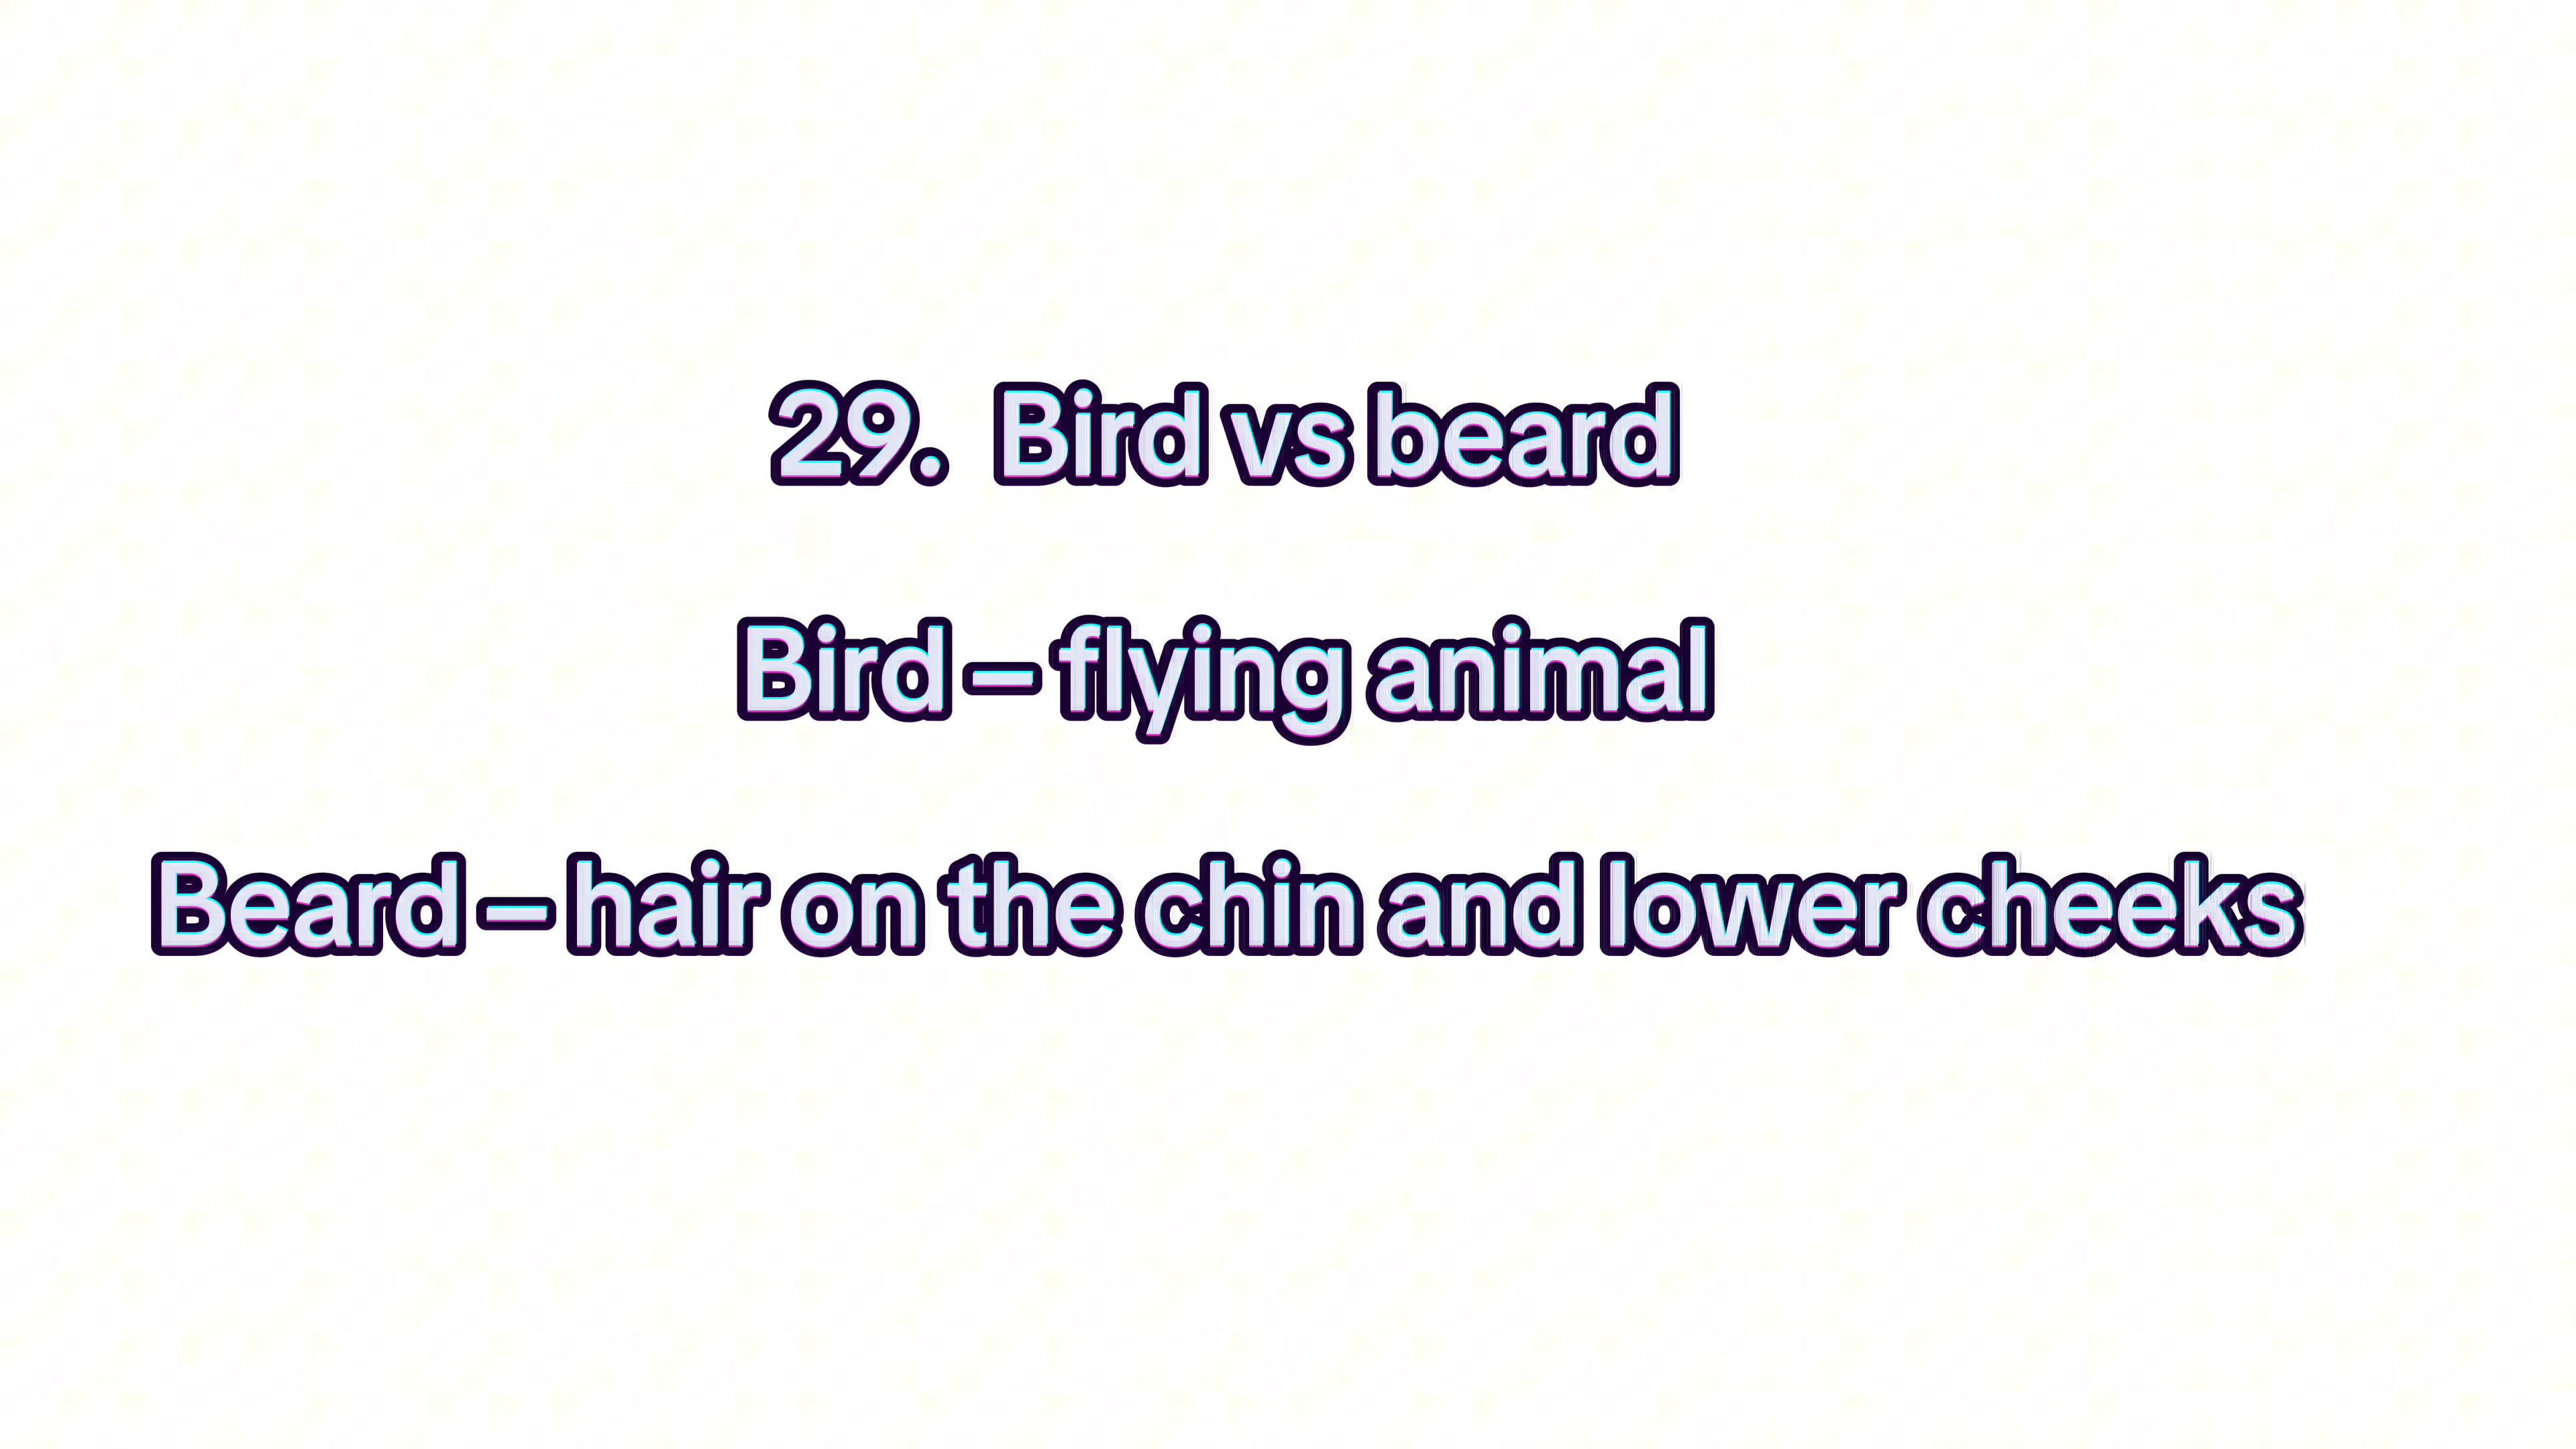 29. Bird vs beard
Bird – flying animal
Beard – hair on the chin and lower cheeks